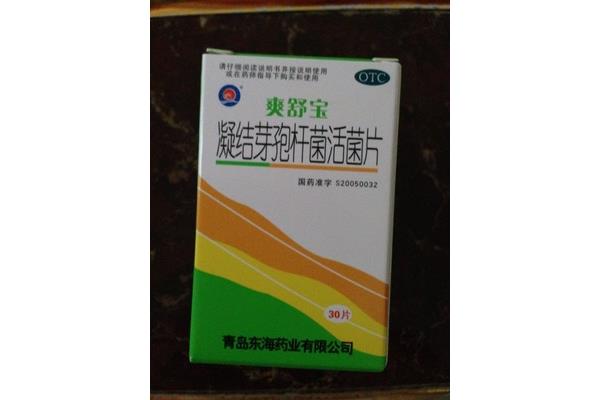 请仔细阅读说明书并按说明使用
或在药师指导下购买和使用
OTC
爽舒宝
凝结芽孢杆菌活菌片
国药准字 S20050032
30片
青岛东海药业有限公司